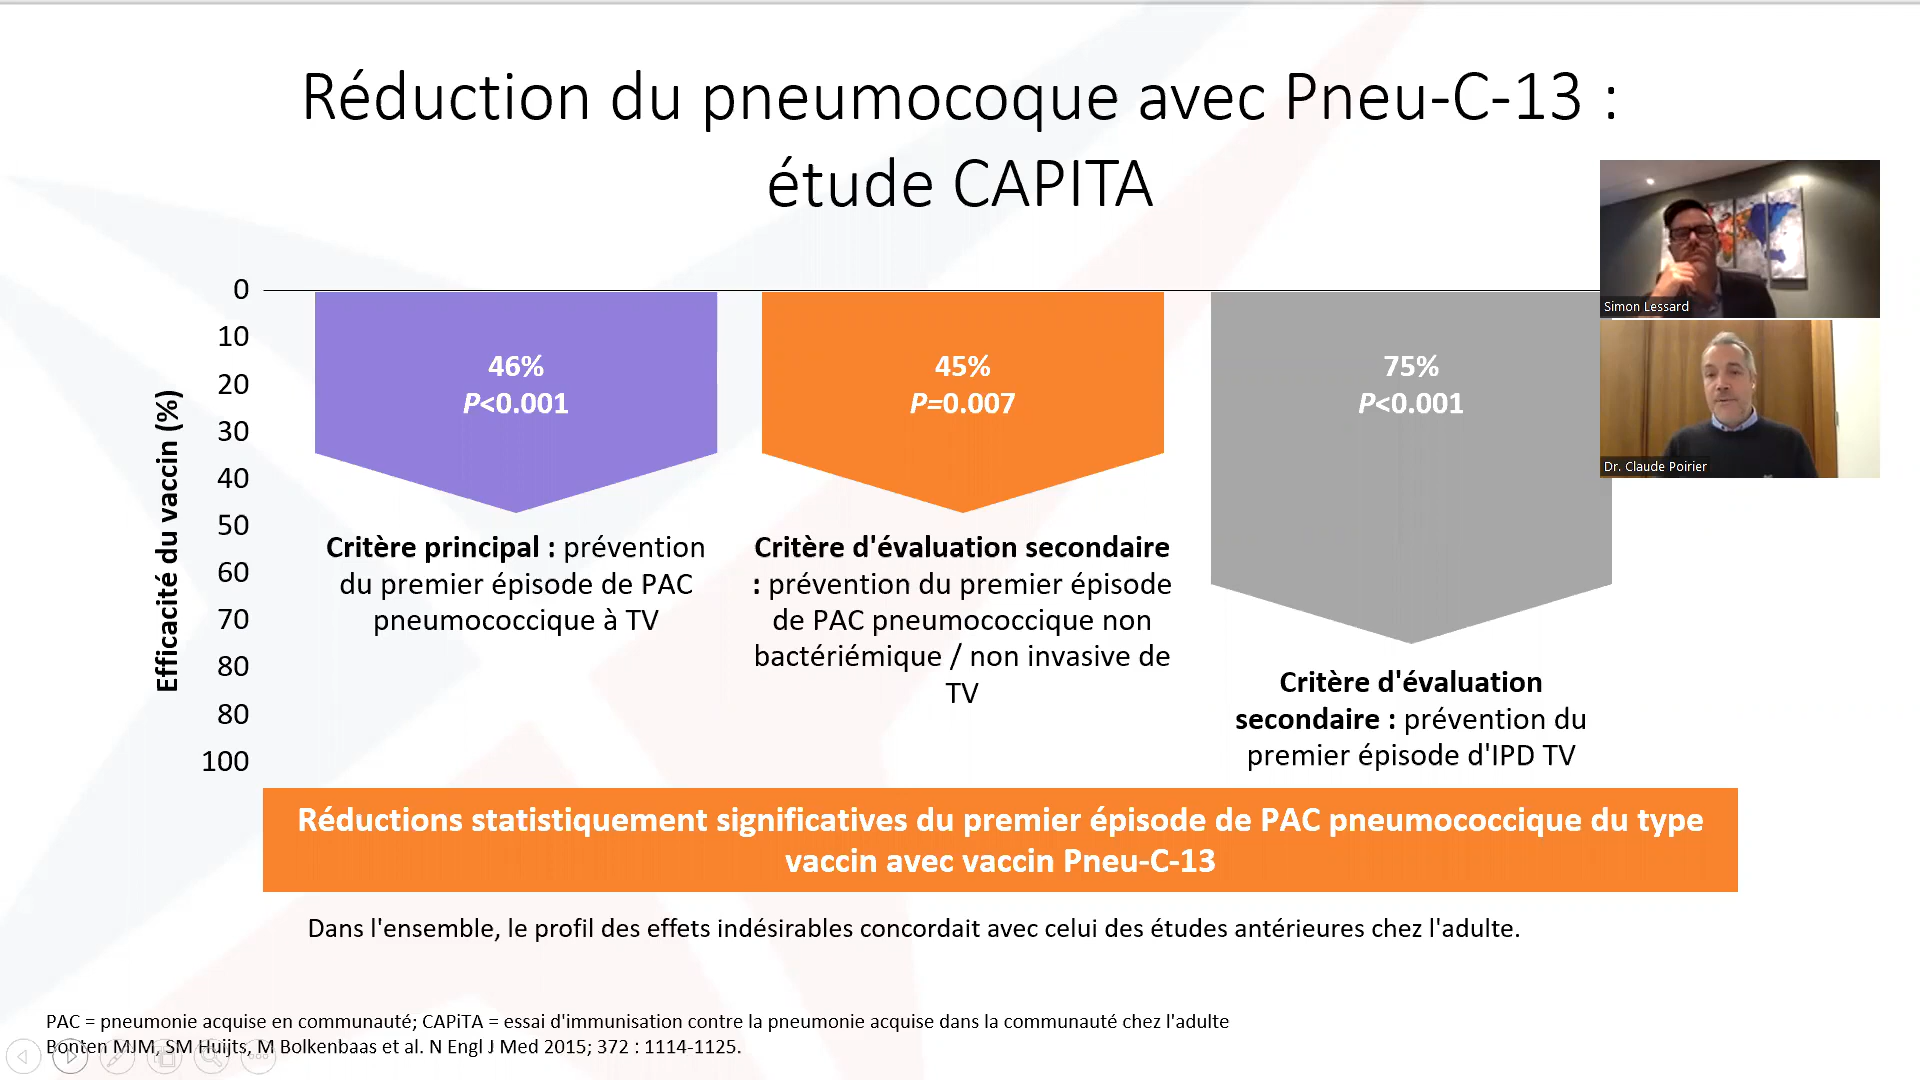 Réduction du pneumocoque avec Pneu-C-13 :
étude CAPITA
Simon Lessard
Dr. Claude Poirier
Efficacité du vaccin (%)
0
10
20
30
40
50
60
70
80
80
100
46%
P<0.001
45%
P=0.007
75%
P<0.001
Critère principal : prévention
du premier épisode de PAC
pneumococcique à TV
Critère d'évaluation secondaire
: prévention du premier épisode
de PAC pneumococcique non
bactériémique / non invasive de
TV
Critère d'évaluation
secondaire : prévention du
premier épisode d'IPD TV
Réductions statistiquement significatives du premier épisode de PAC pneumococcique du type
vaccin avec vaccin Pneu-C-13
Dans l'ensemble, le profil des effets indésirables concordait avec celui des études antérieures chez l'adulte.
PAC = pneumonie acquise en communauté; CAPiTA = essai d'immunisation contre la pneumonie acquise dans la communauté chez l'adulte
Bonten MJM, SM Huijts, M Bolkenbaas et al. N Engl J Med 2015; 372 : 1114-1125.